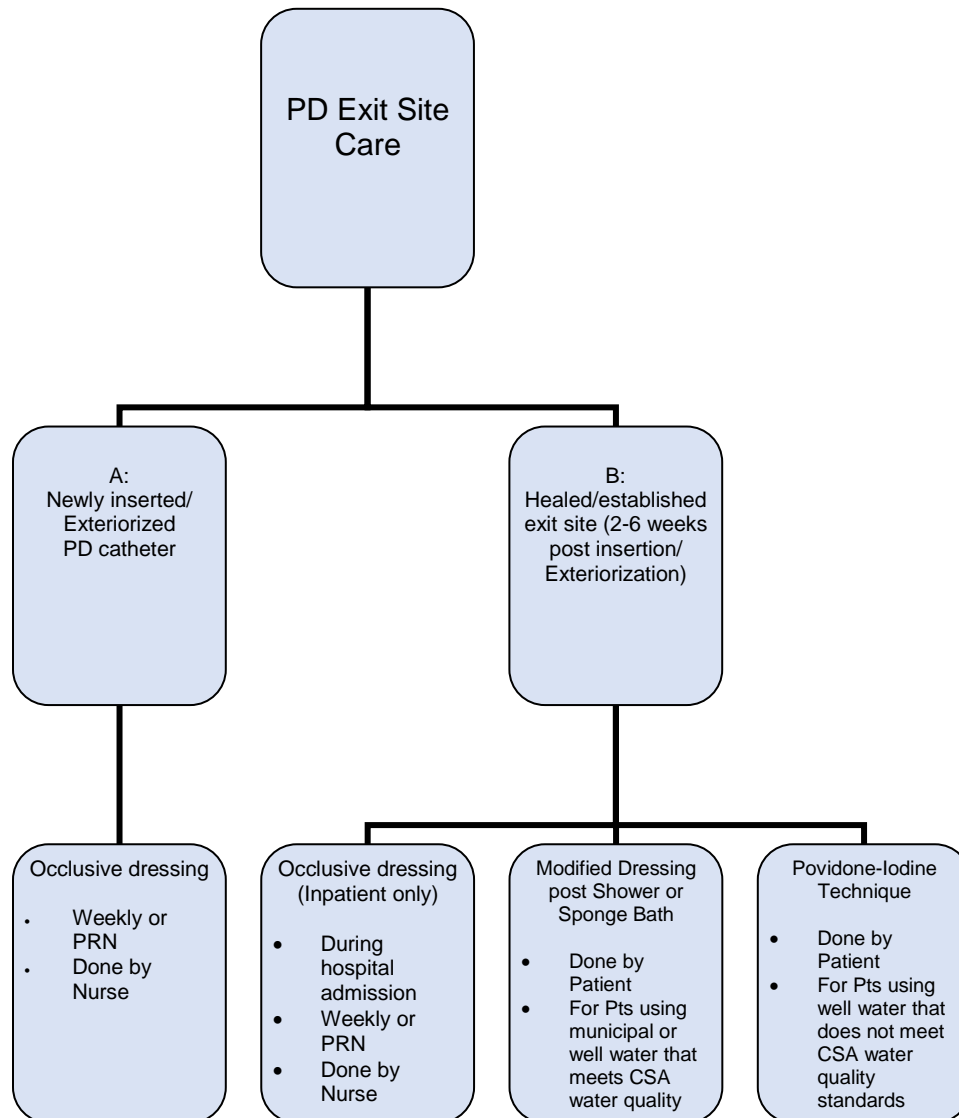 PD Exit Site
Care
A:
Newly inserted/
Exteriorized
PD catheter
B:
Healed/established
exit site (2-6 weeks
post insertion/
Exteriorization)
Occlusive dressing
• Weekly or
PRN
• Done by
Nurse
Occlusive dressing
(Inpatient only)
• During
hospital
admission
• Weekly or
PRN
• Done by
Nurse
Modified Dressing
post Shower or
Sponge Bath
• Done by
Patient
• For Pts using
municipal or
well water that
meets CSA
water quality
Povidone-Iodine
Technique
• Done by
Patient
• For Pts using
well water that
does not meet
CSA water
quality
standards